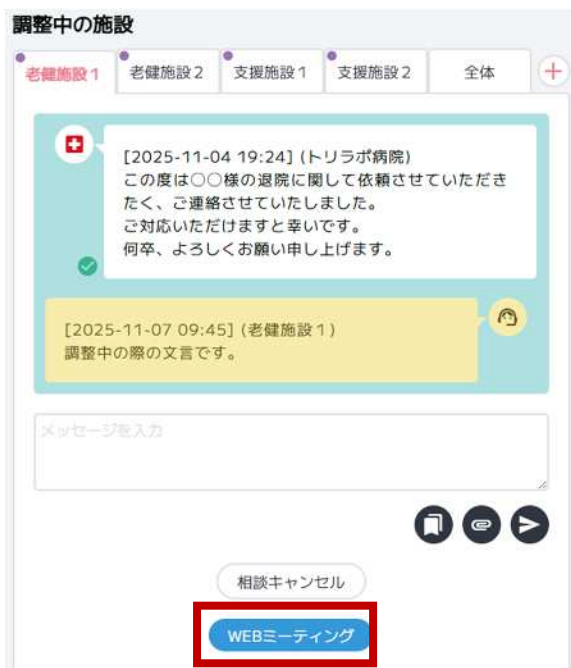 調整中の施設
老健施設1
老健施設2
支援施設1
支援施設2
全体
[2025-11-04 19:24] (トリラボ病院)
この度は○○様の退院に関して依頼させていただき
たく、ご連絡させていたしました。
ご対応いただけますと幸いです。
何卒、よろしくお願い申し上げます。
[2025-11-07 09:45] (老健施設1)
調整中の際の文言です。
メッセージを入力
相談キャンセル
WEBミーティング